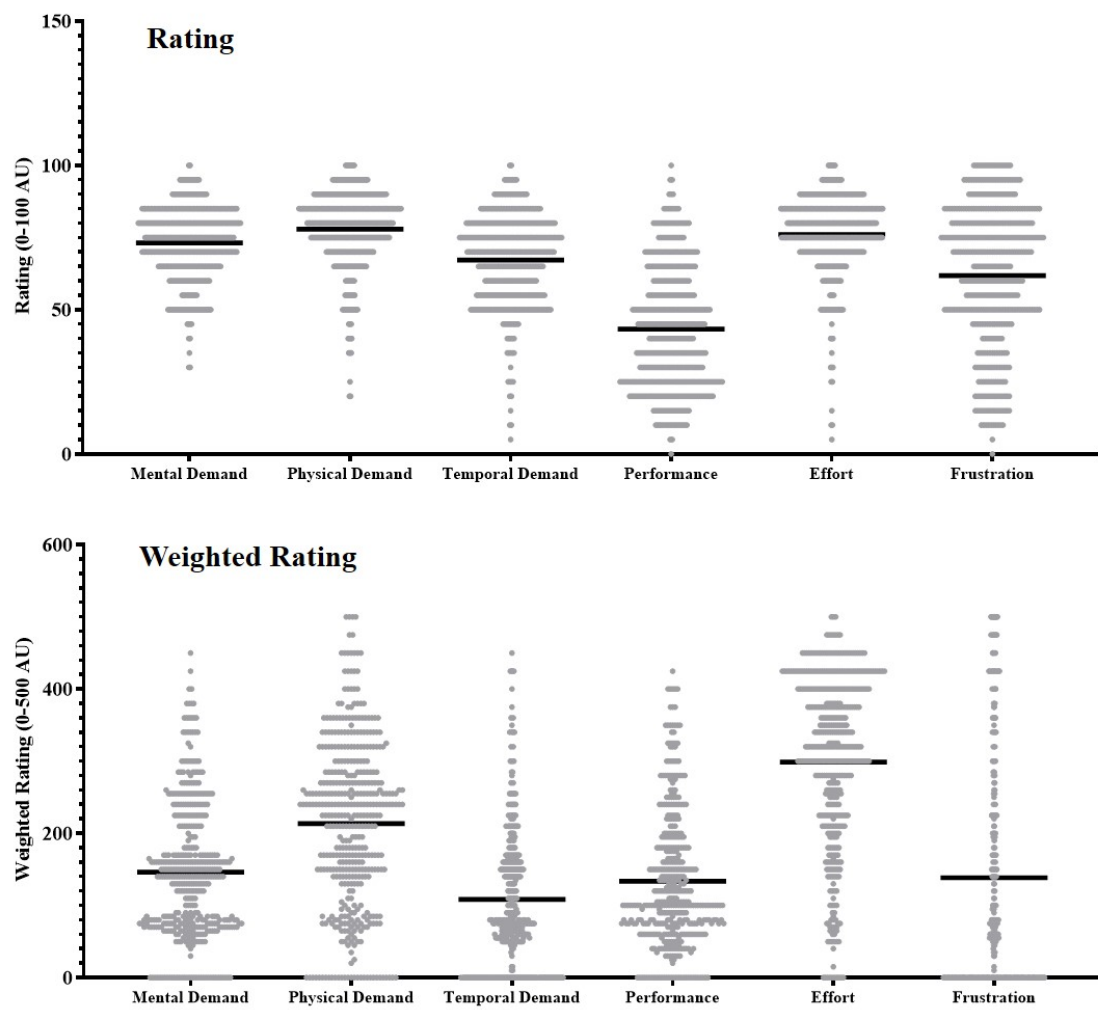 Rating
Rating (0-100 AU)
150
100
50
0
Mental Demand Physical Demand Temporal Demand Performance Effort Frustration
Weighted Rating
Weighted Rating (0-500 AU)
600
400
200
0
Mental Demand Physical Demand Temporal Demand Performance Effort Frustration